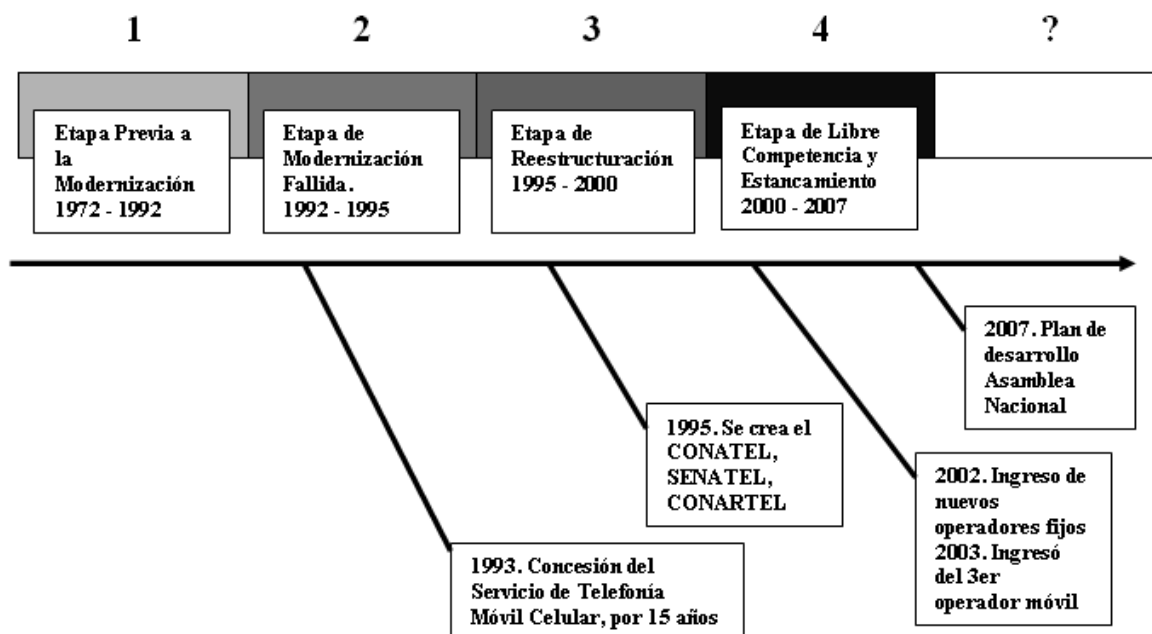 1
2
3
4
?
Etapa Previa a
la
Modernización
1972 - 1992
Etapa de
Modernización
Fallida.
1992 - 1995
Etapa de
Reestructuración
1995 - 2000
Etapa de Libre
Competencia y
Estancamiento
2000 - 2007
2007. Plan de
desarrollo
Asamblea
Nacional
1995. Se crea el
CONATEL,
SENATEL,
CONARTEL
2002. Ingreso de
nuevos
operadores fijos
2003. Ingresó
del 3er
operador móvil
1993. Concesión del
Servicio de Telefonía
Móvil Celular, por 15 años